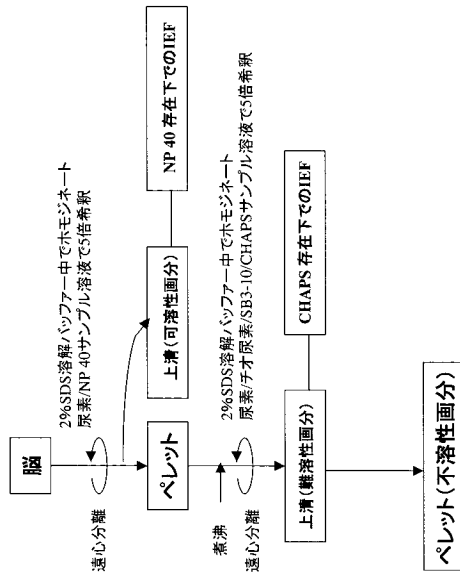 脳
2%SDS溶解バッファー中でホモジネート
尿素/NP 40サンプル溶液で5倍希釈
遠心分離
ペレット
上清(可溶性画分)
NP 40 存在下でのIEF
煮沸
2%SDS溶解バッファー中でホモジネート
尿素/チオ尿素/SB3-10/CHAPSサンプル溶液で5倍希釈
遠心分離
上清(難溶性画分)
CHAPS 存在下でのIEF
ペレット(不溶性画分)